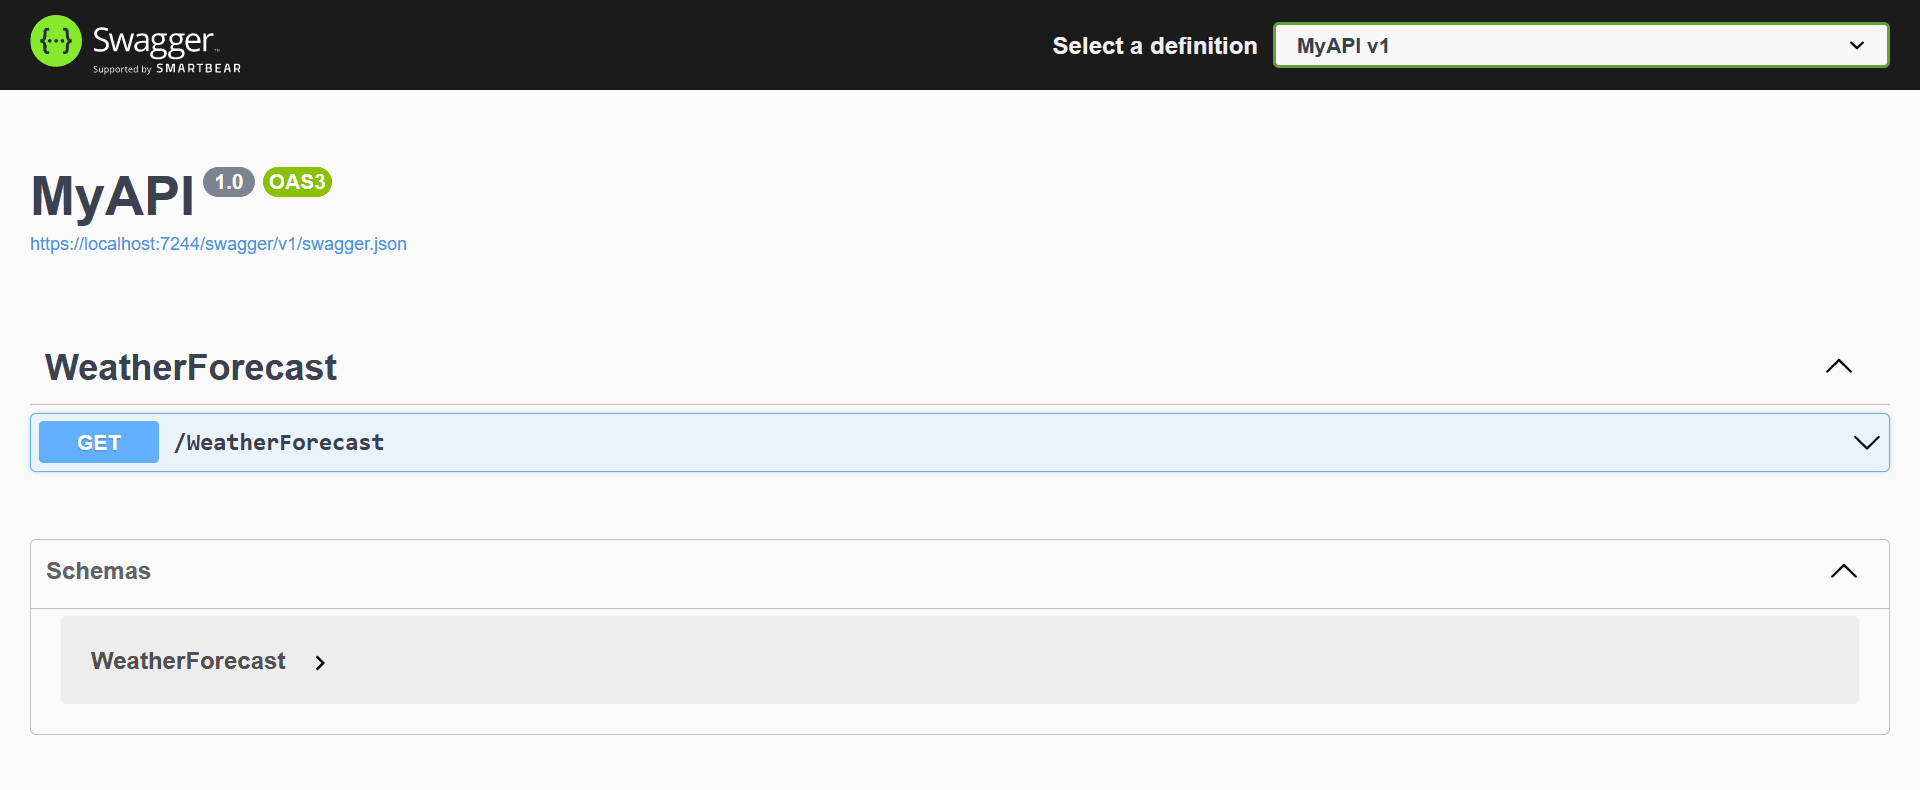 {···} Swagger™
Supported by SMARTBEAR
Select a definition
MyAPI v1
MyAPI 1.0 OAS3
https://localhost:7244/swagger/v1/swagger.json
WeatherForecast
GET /WeatherForecast
Schemas
WeatherForecast